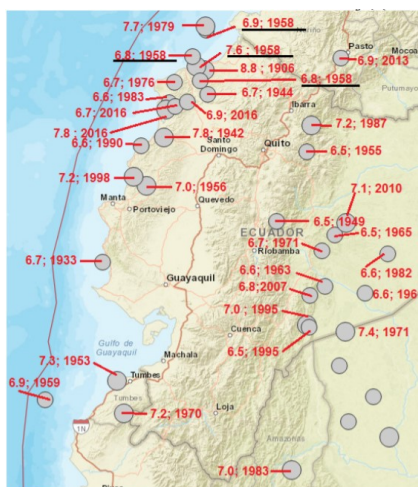 7.7; 1979
6.9; 1958
Pasto
Mocoa
6.8; 1958
7.6 ; 1958
6.9; 2013
8.8 ; 1906
Putumayo
6.7; 1976
6.8; 1958
6.6; 1983
6.7; 1944
6.7; 2016
Ibarra
6.9; 2016
7.8 ; 2016
7.2; 1987
7.8; 1942
6.6; 1990
Santo
Domingo
Quito
6.5; 1955
7.2; 1998
7.0; 1956
7.1; 2010
Manta
Quevedo
Portoviejo
6.5; 1949
ECUADOR
6.5; 1965
6.7; 1971
Riobamba
6.7; 1933
6.6; 1982
6.6; 1963
Guayaquil
6.8; 2007
6.6; 196
7.0 ; 1995
Golfo de
Guayaquil
Cuenca
7.4; 1971
6.5; 1995
Machala
7.3; 1953
Tumbes
6.9; 1959
Tumbes
7.2; 1970
Loja
1N
Amazonas
7.0; 1983